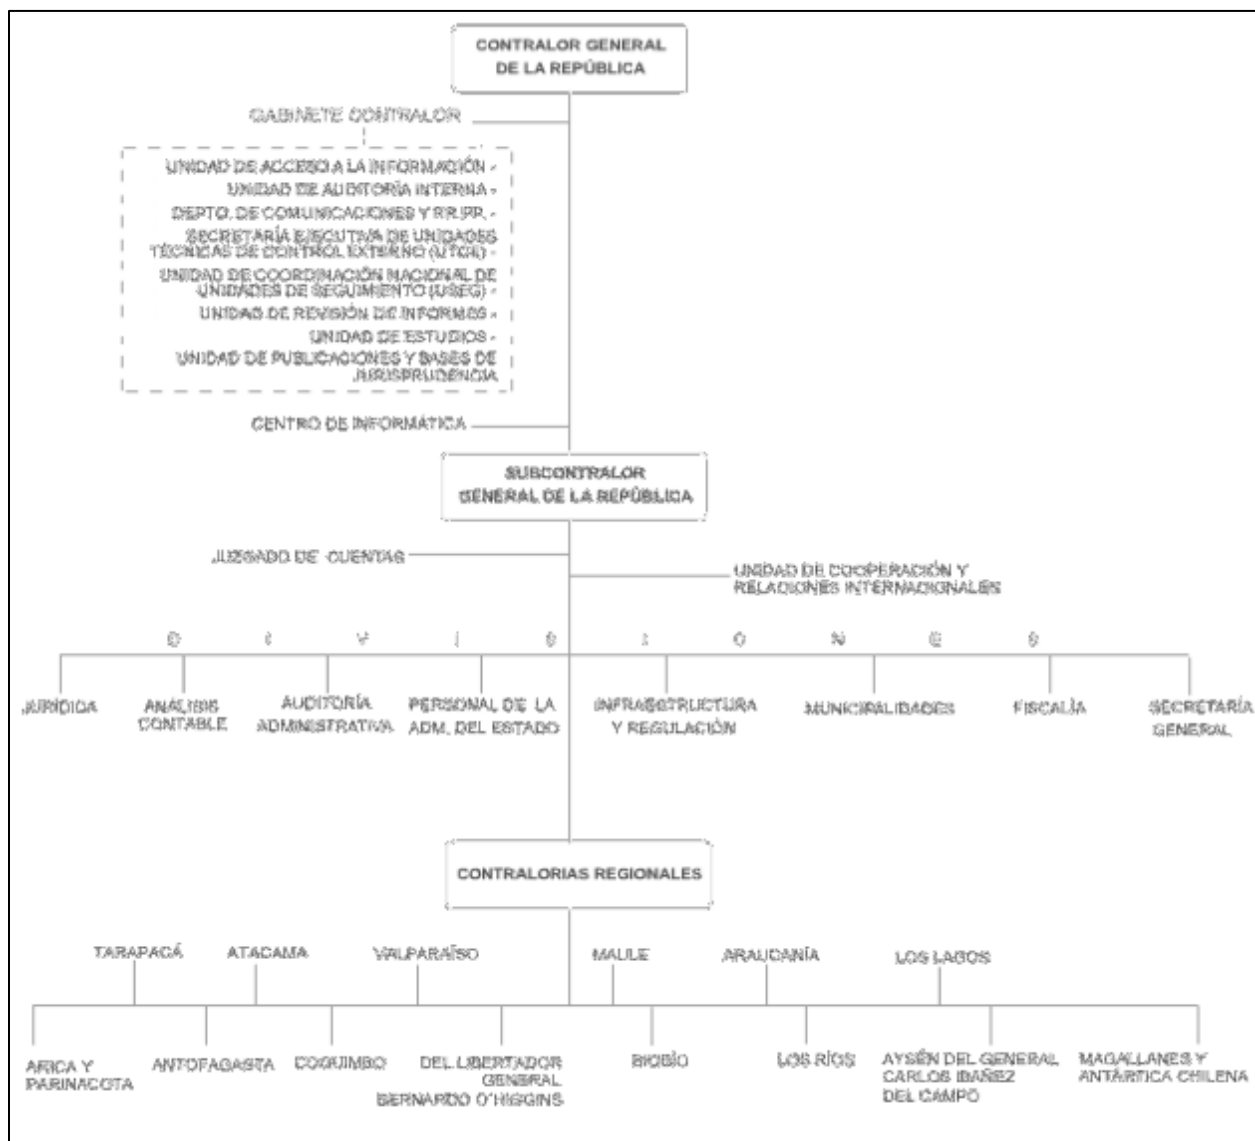 CONTRALOR GENERAL
DE LA REPÚBLICA
GABINETE CONTRALOR
UNIDAD DE ACCESO A LA INFORMACIÓN -
UNIDAD DE AUDITORÍA INTERNA -
DEPTO. DE COMUNICACIONES Y RR.PP. -
SECRETARÍA EJECUTIVA DE UNIDADES
TÉCNICAS DE CONTROL EXTERNO (UTCE) -
UNIDAD DE COORDINACIÓN NACIONAL DE
UNIDADES DE SEGUIMIENTO (USEG) -
UNIDAD DE REVISIÓN DE INFORMES -
UNIDAD DE ESTUDIOS -
UNIDAD DE PUBLICACIONES Y BASES DE
JURISPRUDENCIA
CENTRO DE INFORMÁTICA
SUBCONTRALOR
GENERAL DE LA REPÚBLICA
JUZGADO DE CUENTAS
UNIDAD DE COOPERACIÓN Y
RELACIONES INTERNACIONALES
D I V I S I O N E S
JURÍDICA
ANÁLISIS
CONTABLE
AUDITORÍA
ADMINISTRATIVA
PERSONAL DE LA
ADM. DEL ESTADO
INFRAESTRUCTURA
Y REGULACIÓN
MUNICIPALIDADES
FISCALÍA
SECRETARÍA
GENERAL
CONTRALORIAS REGIONALES
TARAPACÁ
ATACAMA
VALPARAÍSO
MAULE
ARAUCANÍA
LOS LAGOS
ARICA Y
PARINACOTA
ANTOFAGASTA
COQUIMBO
DEL LIBERTADOR
GENERAL
BERNARDO O'HIGGINS
BIOBÍO
LOS RÍOS
AYSÉN DEL GENERAL
CARLOS IBAÑEZ
DEL CAMPO
MAGALLANES Y
ANTÁRTICA CHILENA